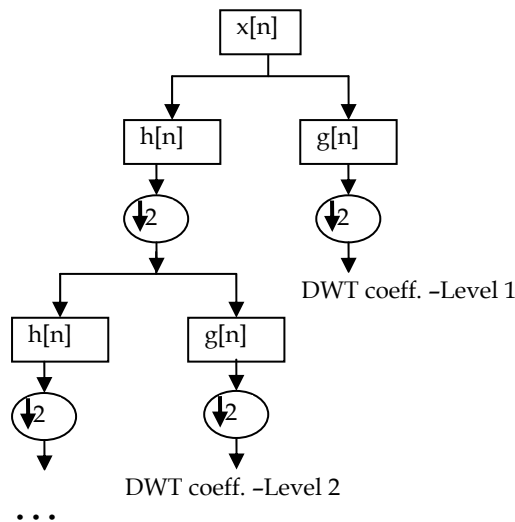 x[n]
h[n]
g[n]
2
2
DWT coeff. –Level 1
h[n]
g[n]
2
2
DWT coeff. –Level 2
...